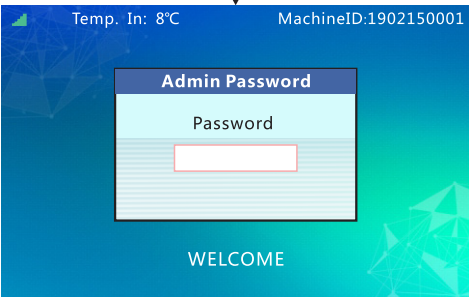 Temp. In: 8℃ MachineID:1902150001
Admin Password
Password
WELCOME